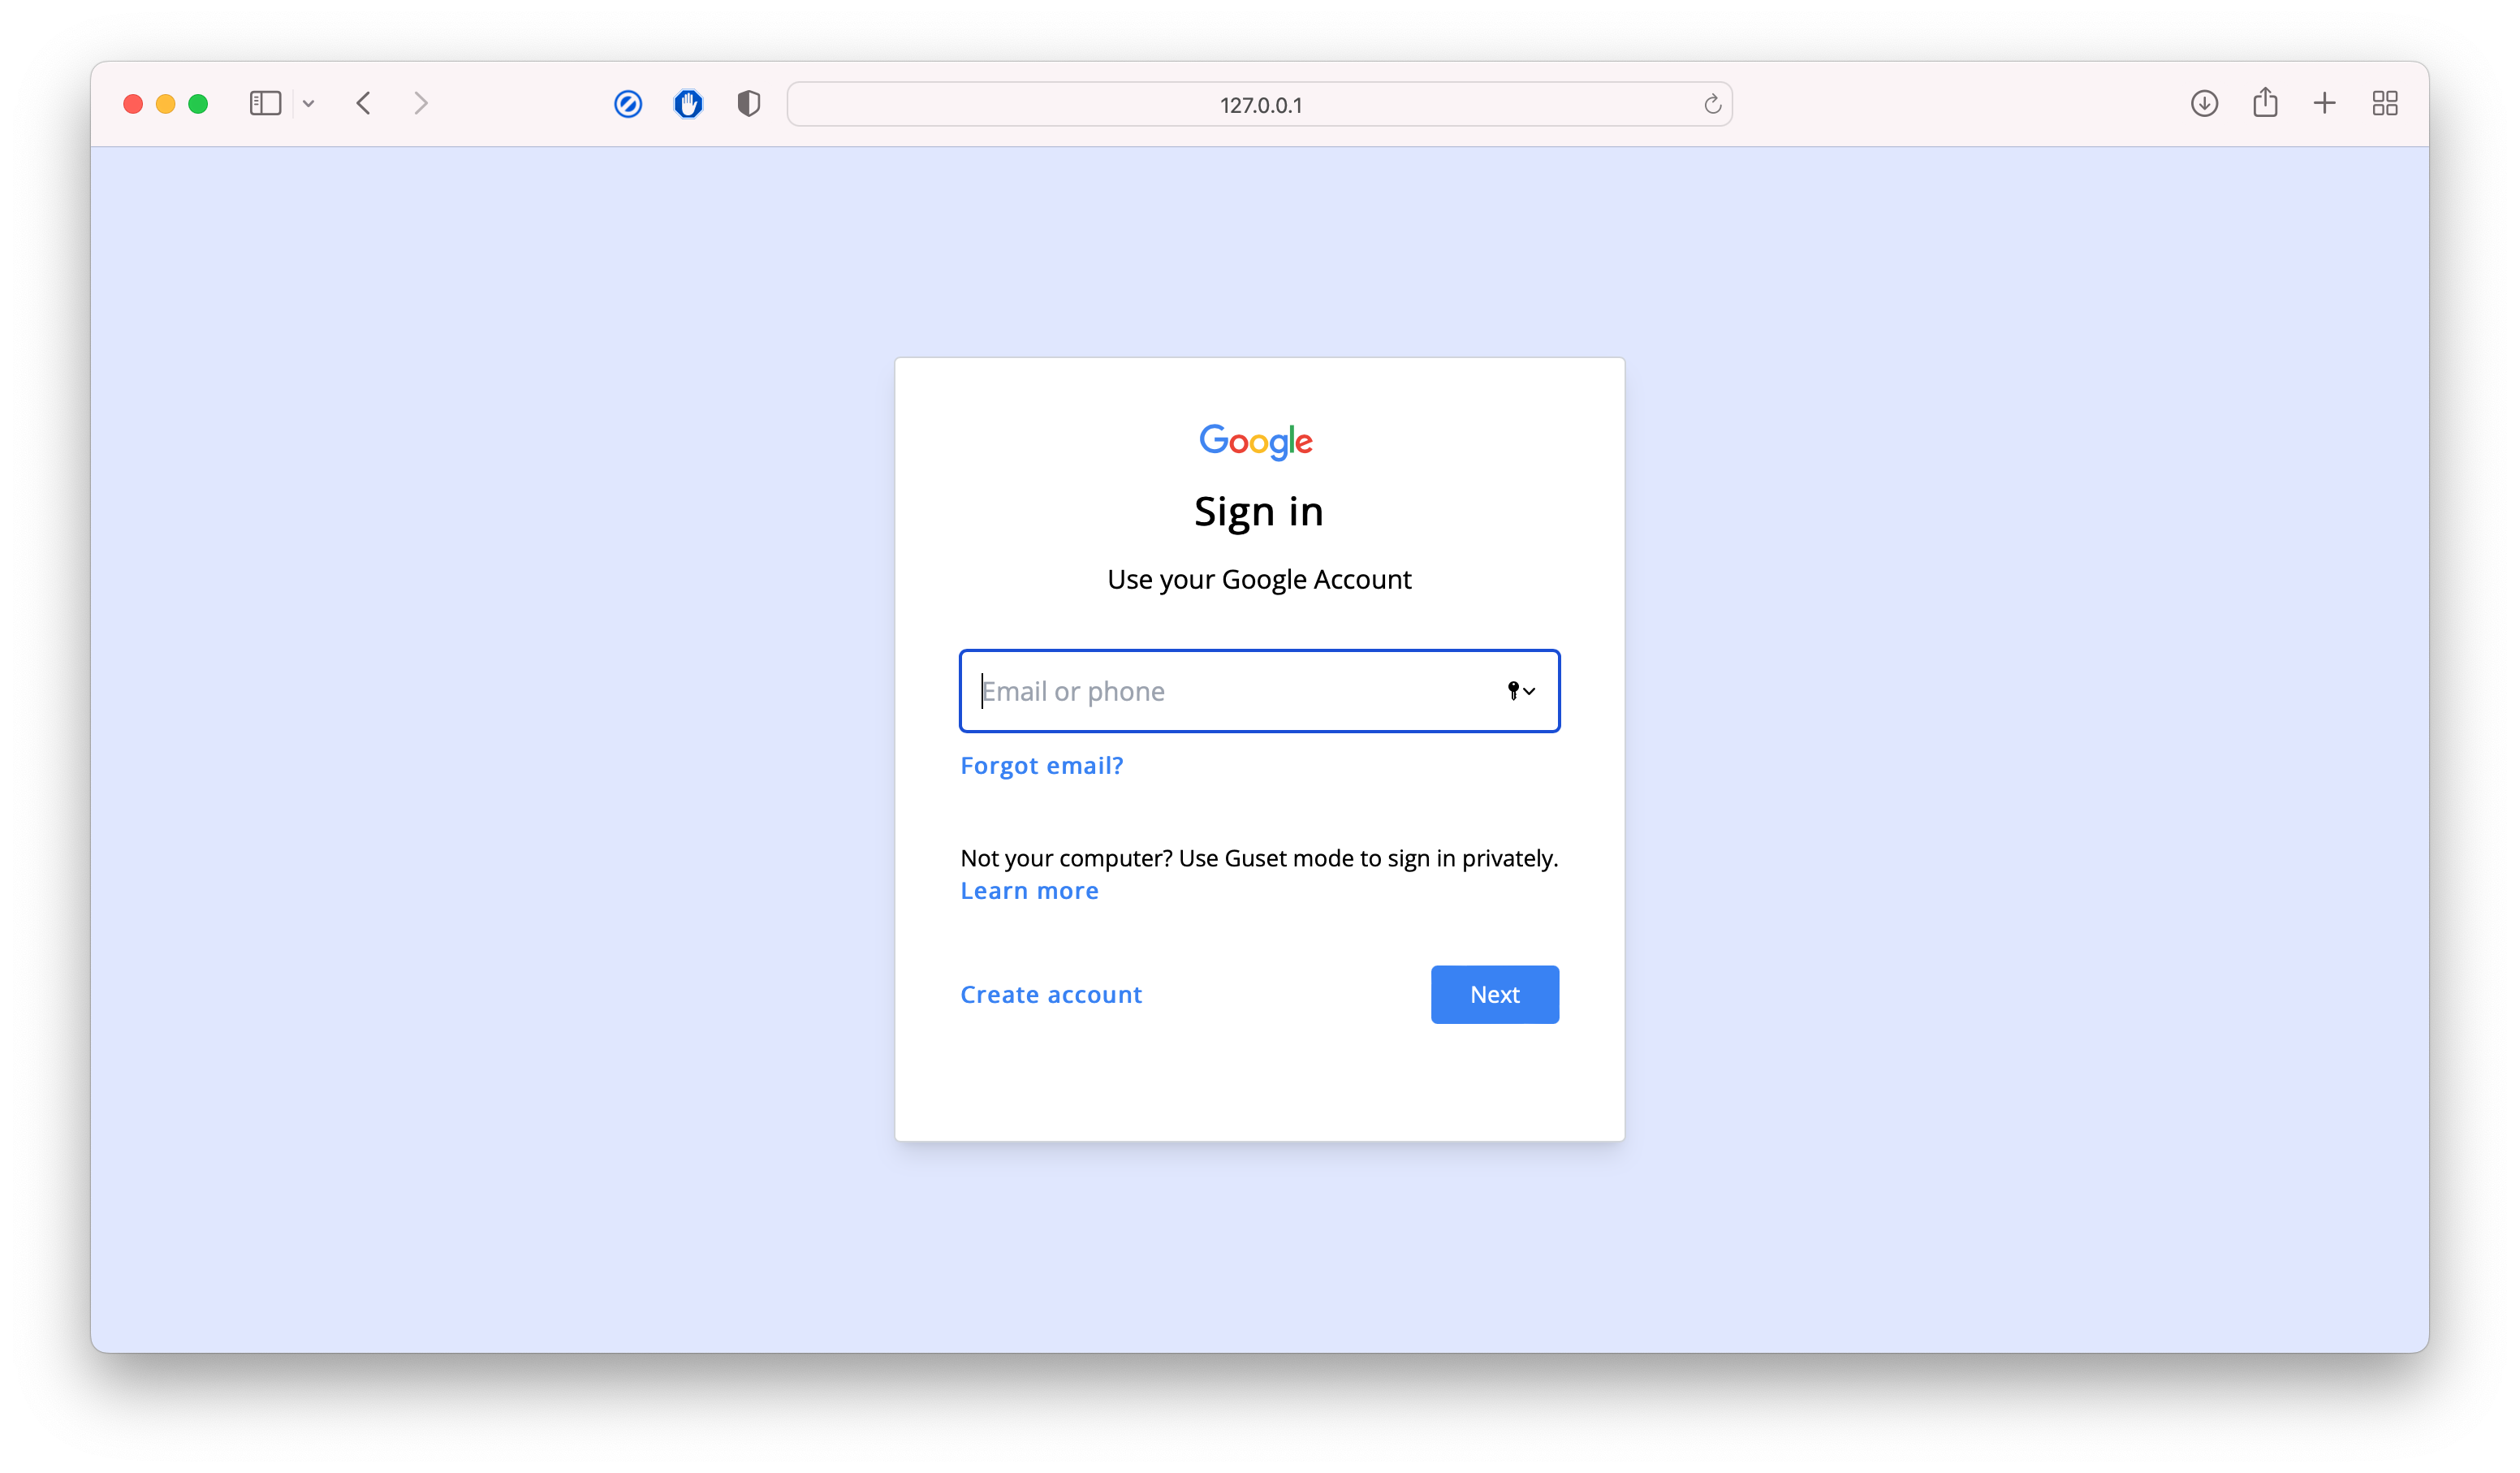 127.0.0.1
Google
Sign in
Use your Google Account
Email or phone
Forgot email?
Not your computer? Use Guset mode to sign in privately.
Learn more
Create account
Next